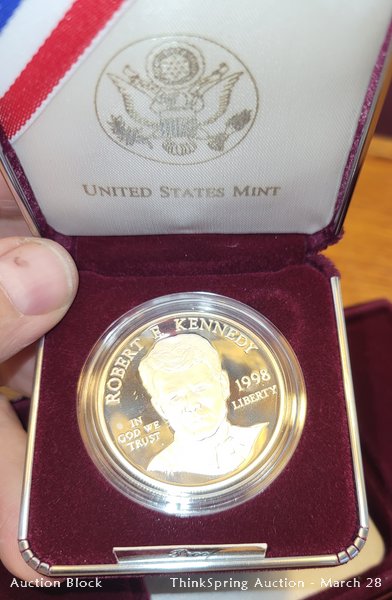 UNITED STATES MINT
ROBERT F. KENNEDY
1998
LIBERTY
IN
GOD WE
TRUST
Auction Block
ThinkSpring Auction - March 28